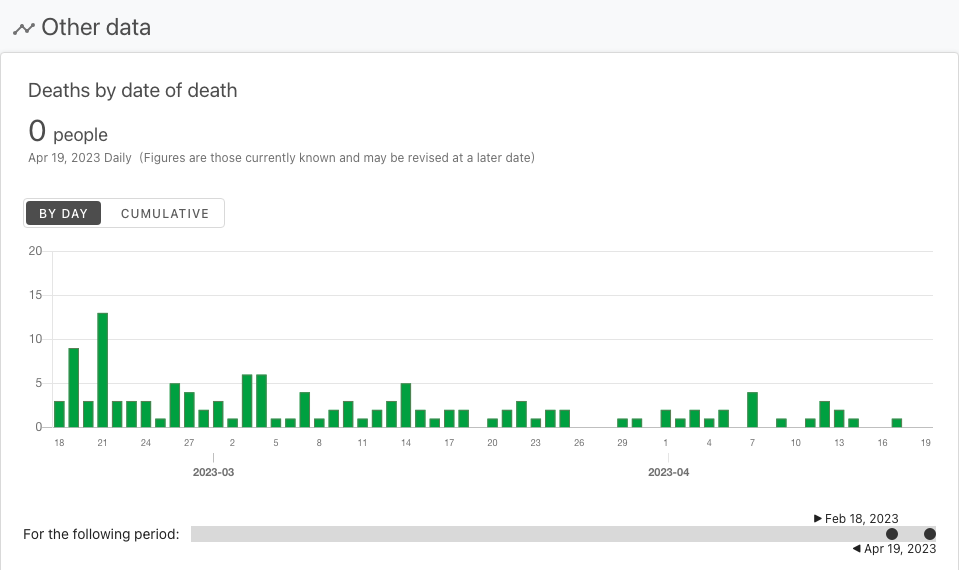 Other data
Deaths by date of death
0 people
Apr 19, 2023 Daily (Figures are those currently known and may be revised at a later date)
BY DAY CUMULATIVE
20
15
10
5
0
18 21 24 27 2 5 8 11 14 17 20 23 26 29 1 4 7 10 13 16 19
2023-03 2023-04
▶ Feb 18, 2023
For the following period:
◀ Apr 19, 2023